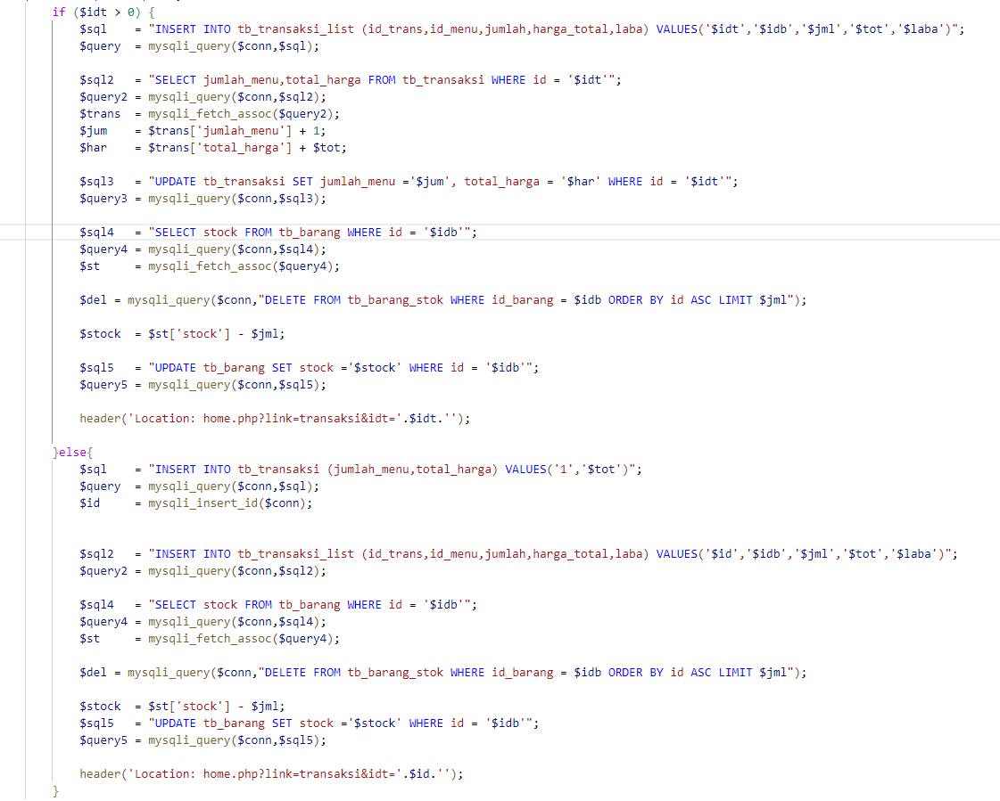 if ($idt > 0) {
$sql    = "INSERT INTO tb_transaksi_list (id_trans,id_menu,jumlah,harga_total,laba) VALUES('$idt','$idb','$jml','$tot','$laba')";
$query  = mysqli_query($conn,$sql);
$sql2   = "SELECT jumlah_menu,total_harga FROM tb_transaksi WHERE id = '$idt'";
$query2 = mysqli_query($conn,$sql2);
$trans  = mysqli_fetch_assoc($query2);
$jum    = $trans['jumlah_menu'] + 1;
$har    = $trans['total_harga'] + $tot;
$sql3   = "UPDATE tb_transaksi SET jumlah_menu ='$jum', total_harga = '$har' WHERE id = '$idt'";
$query3 = mysqli_query($conn,$sql3);
$sql4   = "SELECT stock FROM tb_barang WHERE id = '$idb'";
$query4 = mysqli_query($conn,$sql4);
$st     = mysqli_fetch_assoc($query4);
$del = mysqli_query($conn,"DELETE FROM tb_barang_stok WHERE id_barang = $idb ORDER BY id ASC LIMIT $jml");
$stock  = $st['stock'] - $jml;
$sql5   = "UPDATE tb_barang SET stock ='$stock' WHERE id = '$idb'";
$query5 = mysqli_query($conn,$sql5);
header('Location: home.php?link=transaksi&idt='.$idt.'');
}else{
$sql    = "INSERT INTO tb_transaksi (jumlah_menu,total_harga) VALUES('1','$tot')";
$query  = mysqli_query($conn,$sql);
$id     = mysqli_insert_id($conn);
$sql2   = "INSERT INTO tb_transaksi_list (id_trans,id_menu,jumlah,harga_total,laba) VALUES('$id','$idb','$jml','$tot','$laba')";
$query2 = mysqli_query($conn,$sql2);
$sql4   = "SELECT stock FROM tb_barang WHERE id = '$idb'";
$query4 = mysqli_query($conn,$sql4);
$st     = mysqli_fetch_assoc($query4);
$del = mysqli_query($conn,"DELETE FROM tb_barang_stok WHERE id_barang = $idb ORDER BY id ASC LIMIT $jml");
$stock  = $st['stock'] - $jml;
$sql5   = "UPDATE tb_barang SET stock ='$stock' WHERE id = '$idb'";
$query5 = mysqli_query($conn,$sql5);
header('Location: home.php?link=transaksi&idt='.$id.'');
}